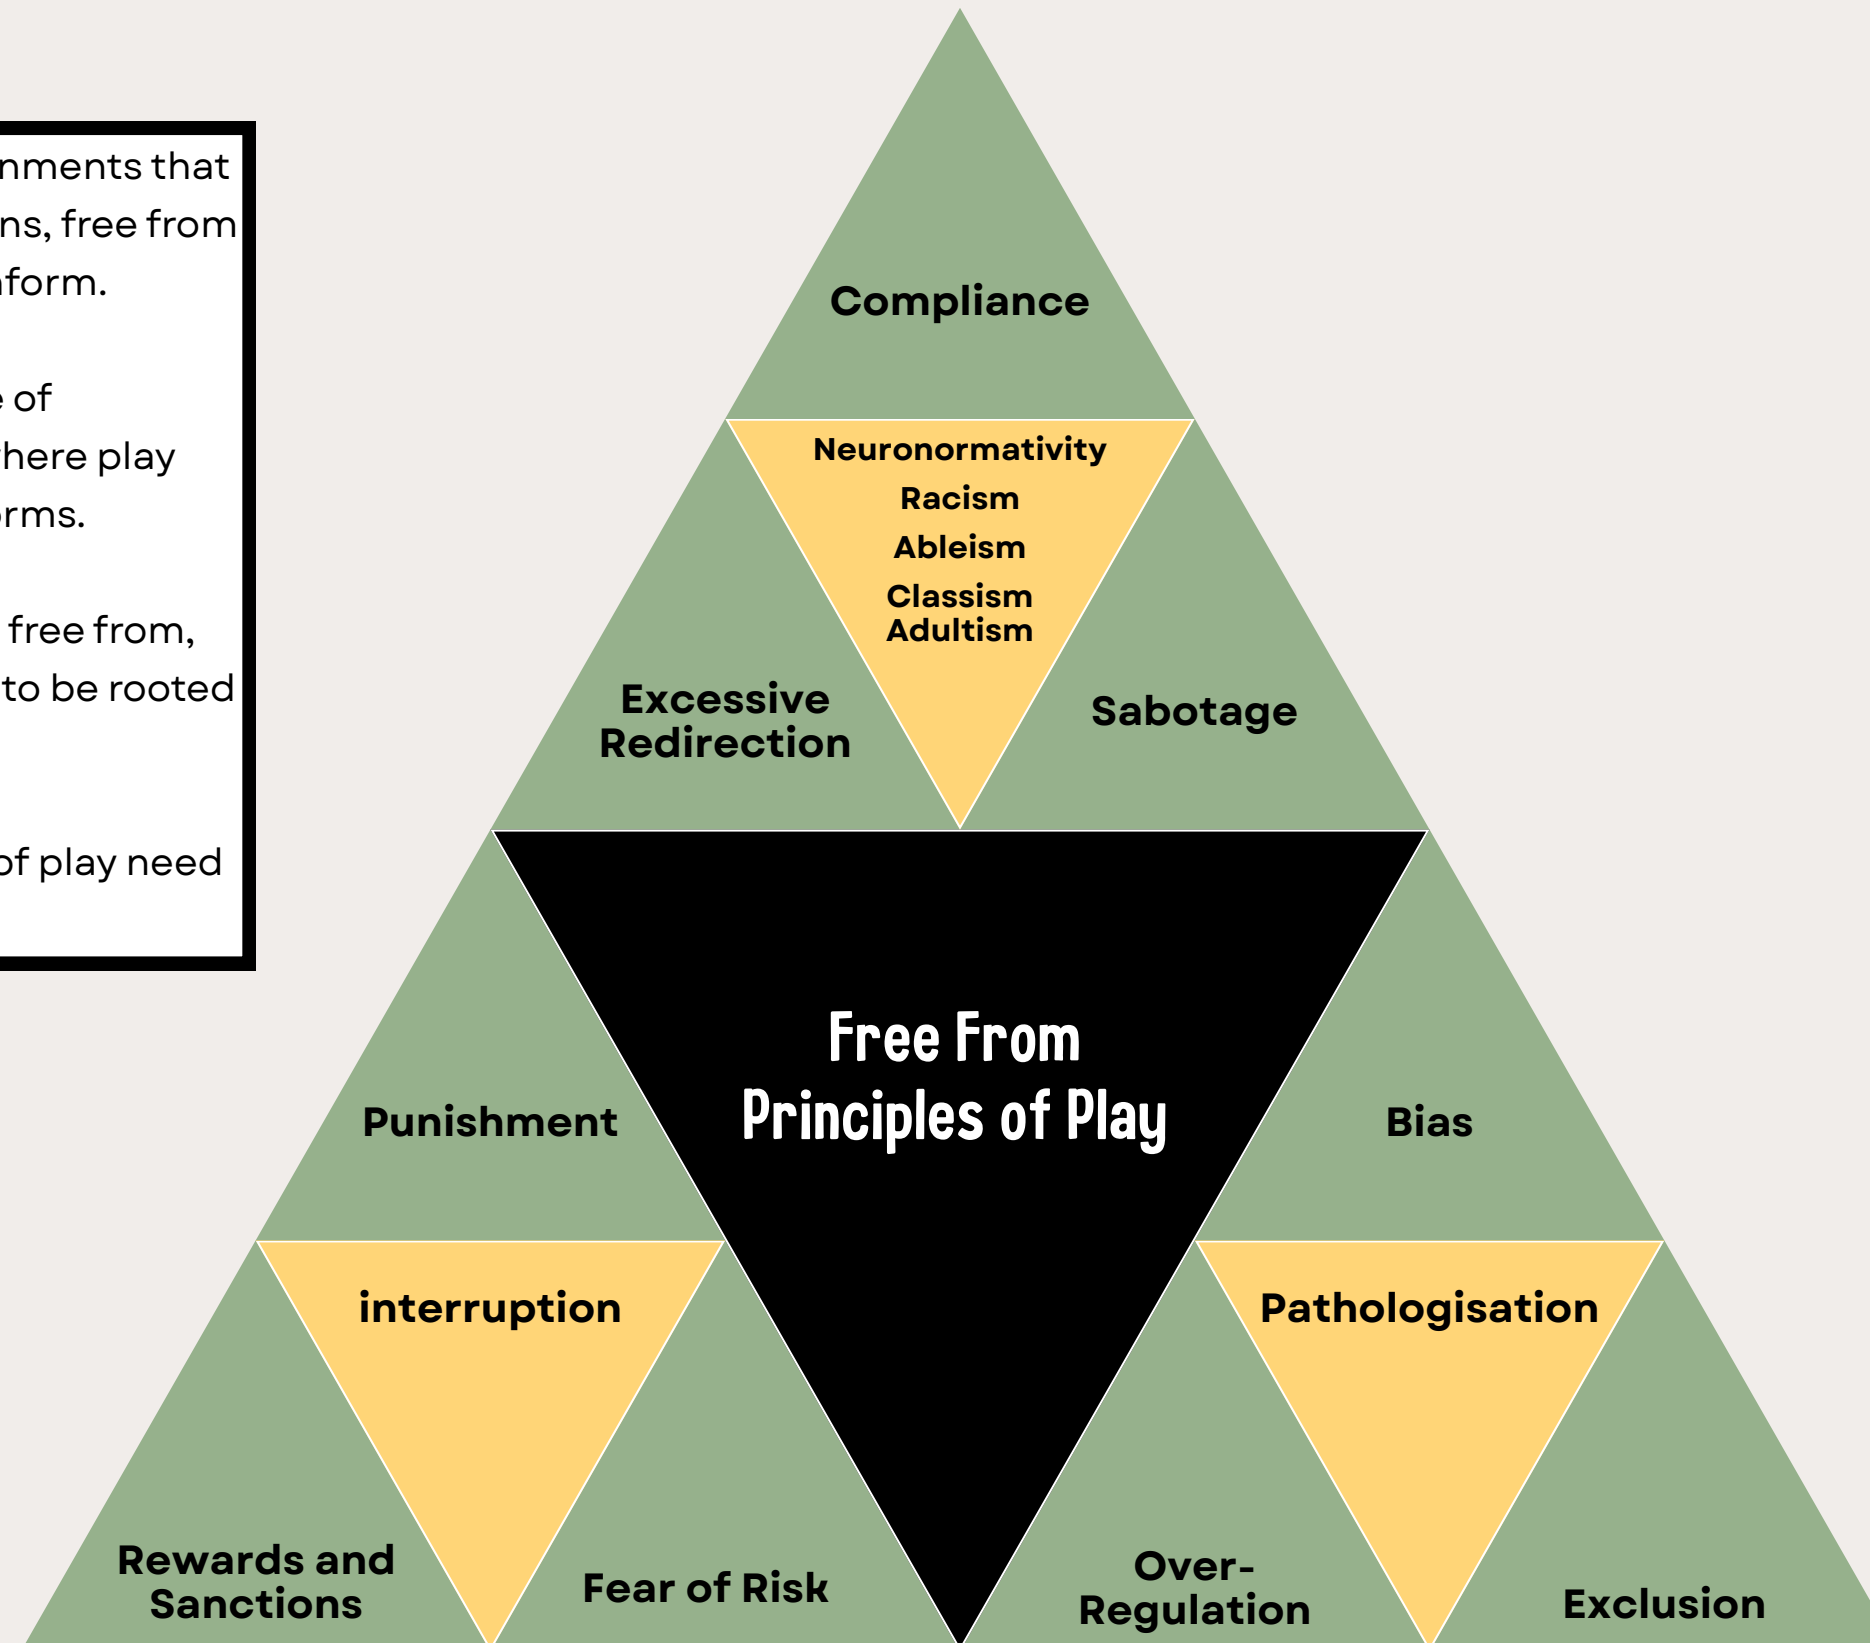 nments that
ns, free from
form.
e of
here play
orms.
free from,
to be rooted
of play need
Compliance
Neuronormativity
Racism
Ableism
Classism
Adultism
Excessive
Redirection
Sabotage
Free From
Principles of Play
Punishment
Bias
interruption
Pathologisation
Rewards and
Sanctions
Fear of Risk
Over-
Regulation
Exclusion